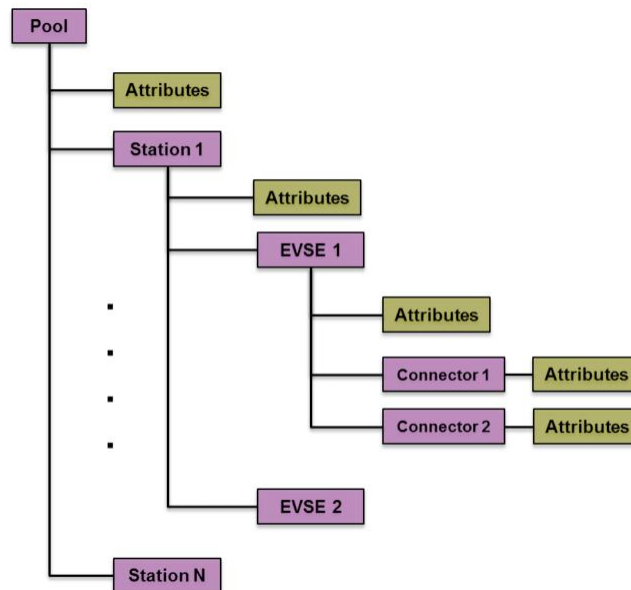 Pool
Attributes
Station 1
Attributes
EVSE 1
Attributes
Connector 1 Attributes
Connector 2 Attributes
EVSE 2
Station N